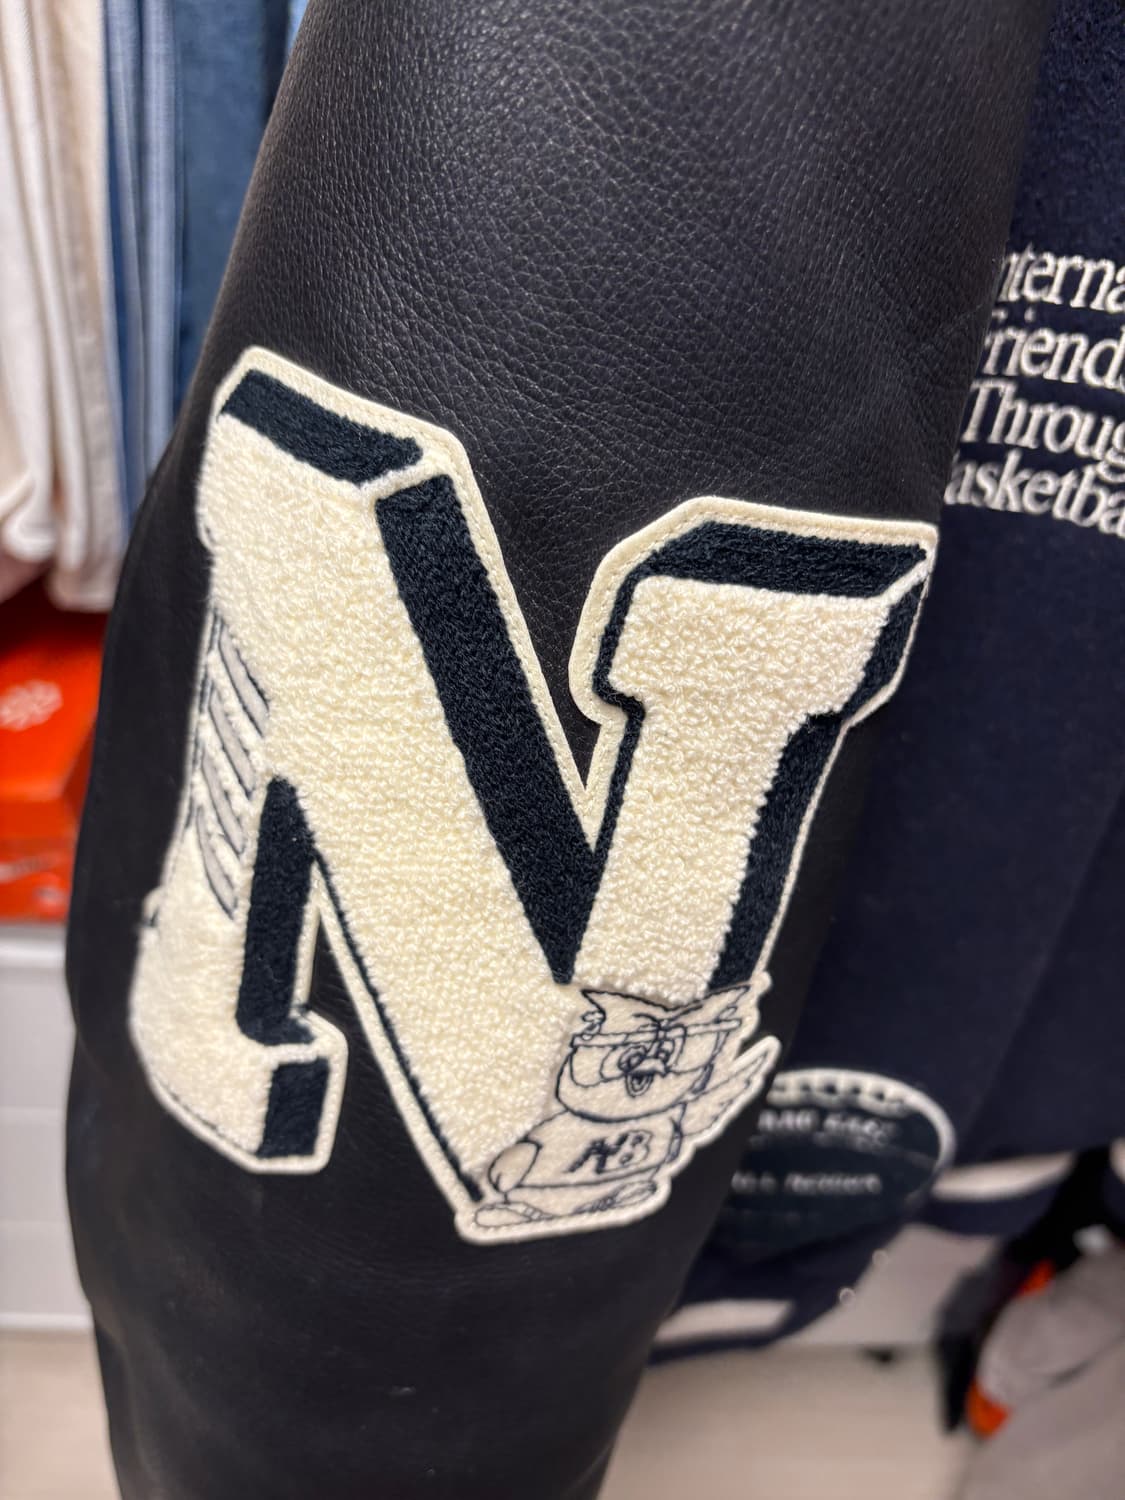 N
NB
nterna
riends
Throug
asketba